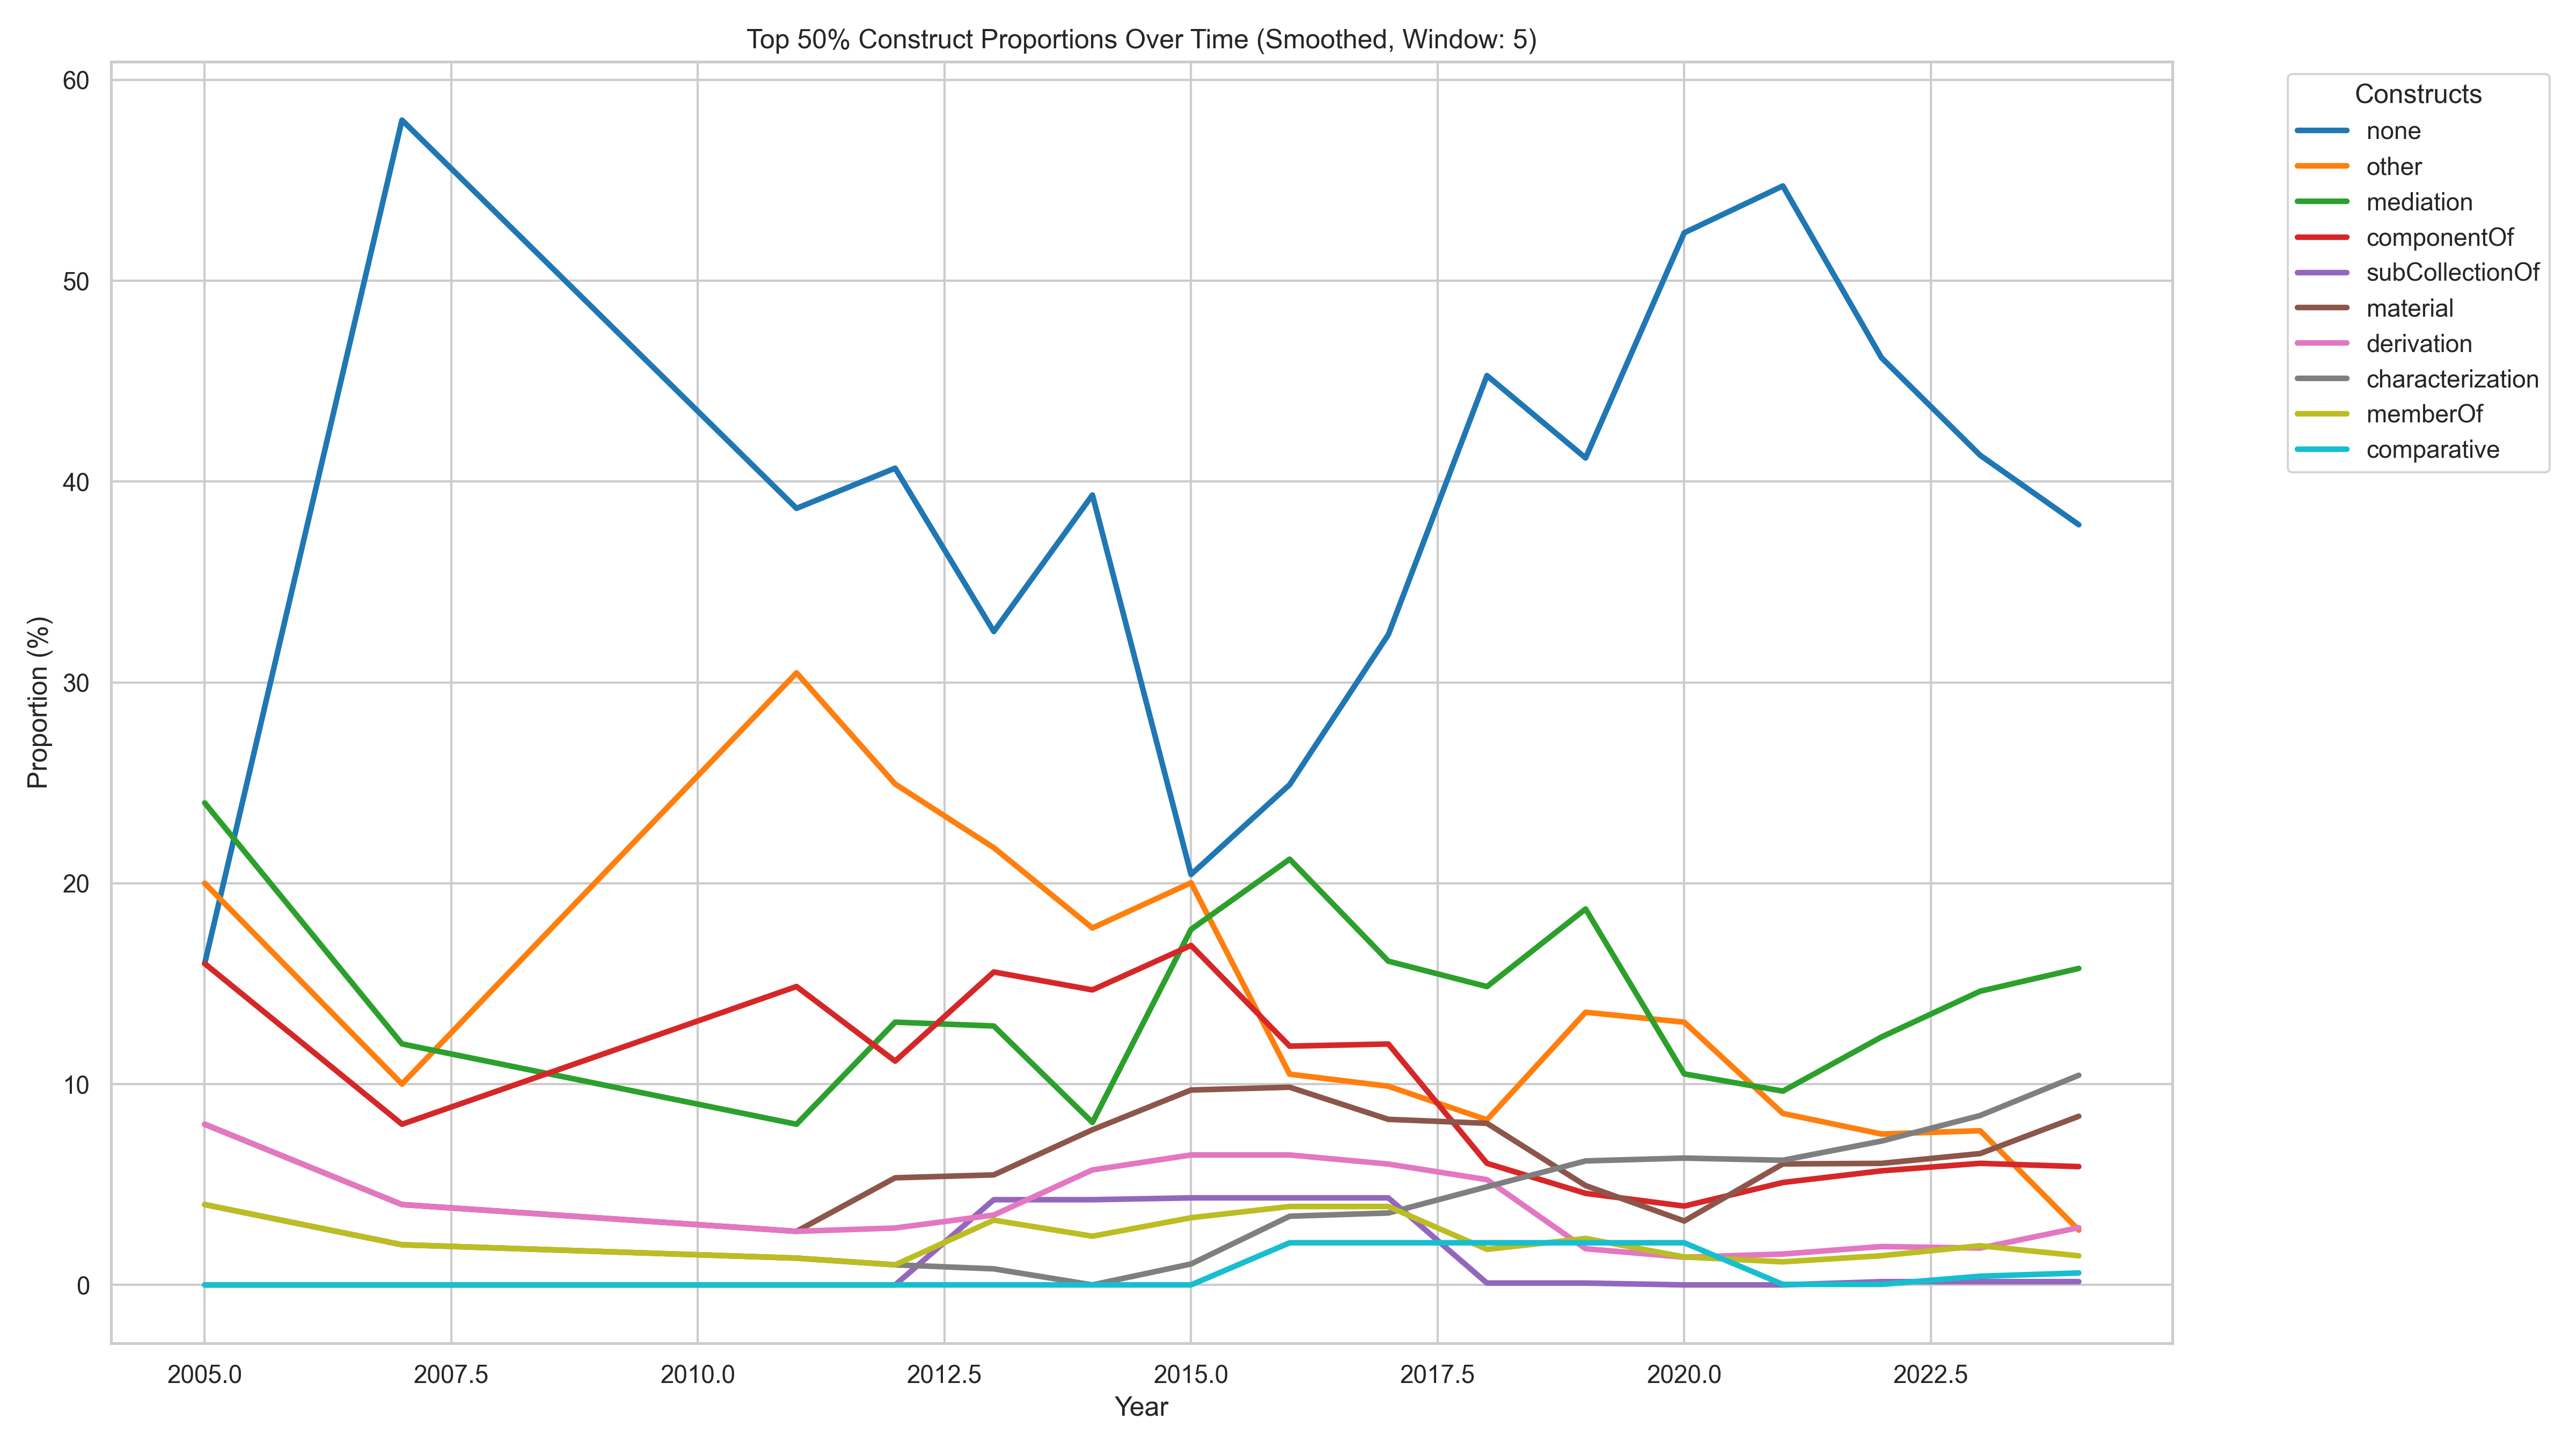 Top 50% Construct Proportions Over Time (Smoothed, Window: 5)
60
50
40
30
20
10
0
Proportion (%)
2005.0
2007.5
2010.0
2012.5
2015.0
2017.5
2020.0
2022.5
Year
Constructs
none
other
mediation
componentOf
subCollectionOf
material
derivation
characterization
memberOf
comparative